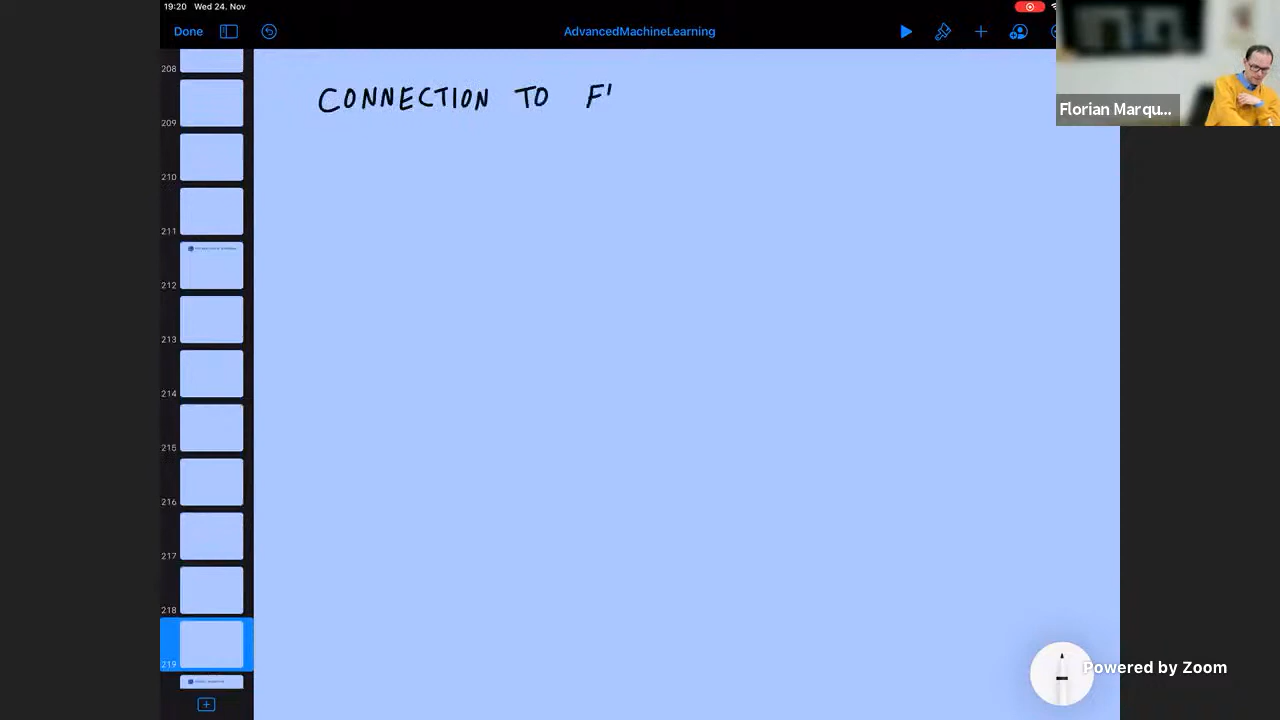 19:20 Wed 24. Nov
Done AdvancedMachineLearning
CONNECTION TO F'
Florian Marqu...
208
209
210
211
212
213
214
215
216
217
218
219
Powered by Zoom